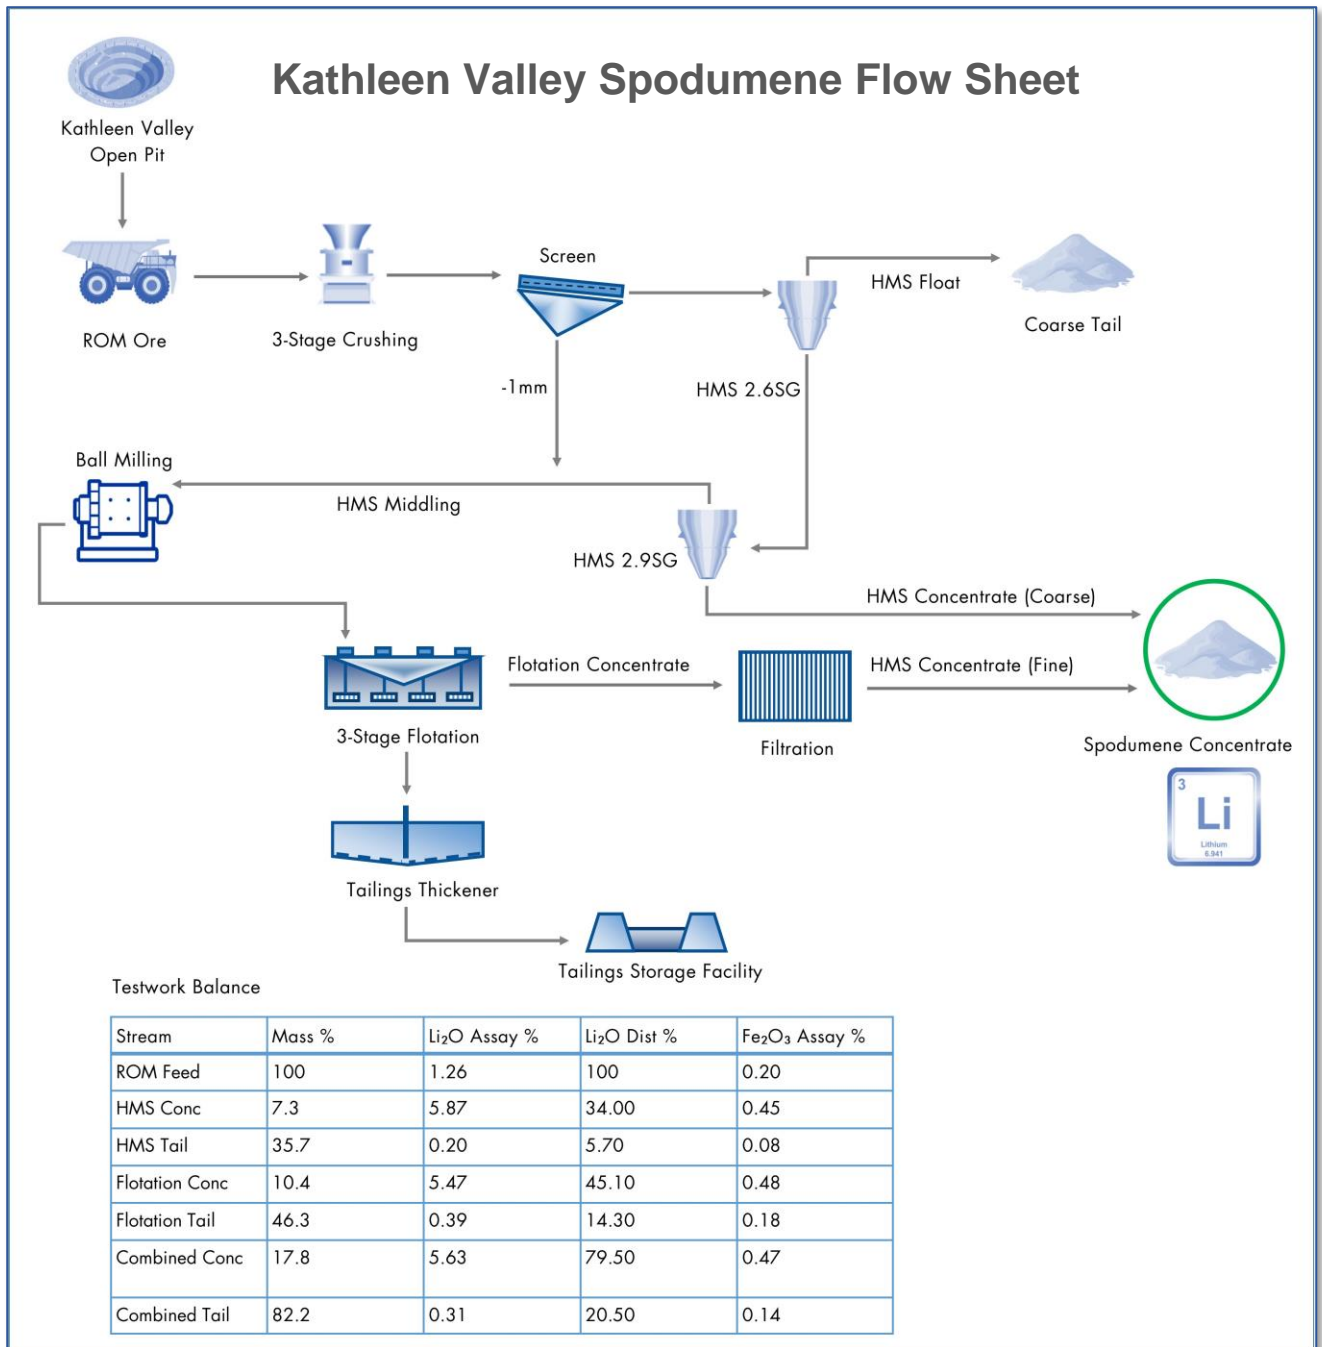 Kathleen Valley Spodumene Flow Sheet
Kathleen Valley
Open Pit
ROM Ore
3-Stage Crushing
Screen
HMS Float
Coarse Tail
-1mm
HMS 2.6SG
Ball Milling
HMS Middling
HMS 2.9SG
HMS Concentrate (Coarse)
Flotation Concentrate
HMS Concentrate (Fine)
3-Stage Flotation
Filtration
Spodumene Concentrate
3
Li
Lithium
6.941
Tailings Thickener
Tailings Storage Facility
Testwork Balance
Stream Mass % Li₂O Assay % Li₂O Dist % Fe₂O₃ Assay %
ROM Feed 100 1.26 100 0.20
HMS Conc 7.3 5.87 34.00 0.45
HMS Tail 35.7 0.20 5.70 0.08
Flotation Conc 10.4 5.47 45.10 0.48
Flotation Tail 46.3 0.39 14.30 0.18
Combined Conc 17.8 5.63 79.50 0.47
Combined Tail 82.2 0.31 20.50 0.14